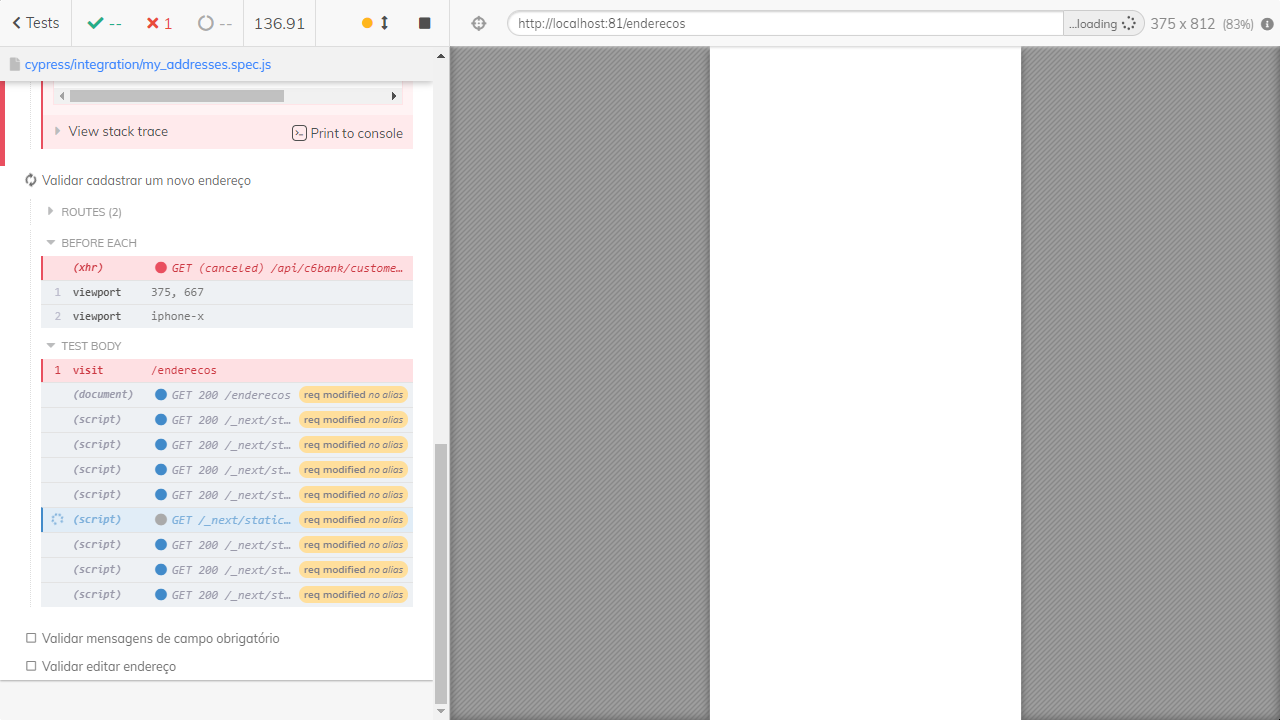 Tests -- 1 -- 136.91 http://localhost:81/enderecos ...loading 375 x 812 (83%)
cypress/integration/my_addresses.spec.js
View stack trace Print to console
Validar cadastrar um novo endereço
ROUTES (2)
BEFORE EACH
(xhr) GET (canceled) /api/c6bank/custome...
1 viewport 375, 667
2 viewport iphone-x
TEST BODY
1 visit /enderecos
(document) GET 200 /enderecos req modified no alias
(script) GET 200 /_next/st... req modified no alias
(script) GET 200 /_next/st... req modified no alias
(script) GET 200 /_next/st... req modified no alias
(script) GET 200 /_next/st... req modified no alias
(script) GET /_next/static... req modified no alias
(script) GET 200 /_next/st... req modified no alias
(script) GET 200 /_next/st... req modified no alias
(script) GET 200 /_next/st... req modified no alias
Validar mensagens de campo obrigatório
Validar editar endereço